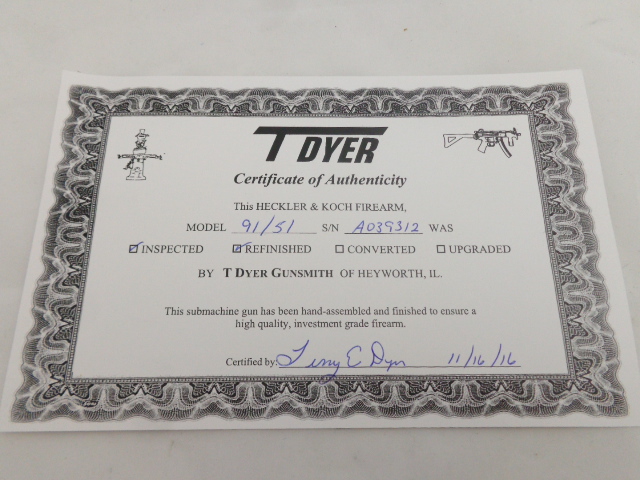 T DYER
Certificate of Authenticity
This HECKLER & KOCH FIREARM,
MODEL 91/51 S/N A039312 WAS
☑ INSPECTED ☑ REFINISHED ☐ CONVERTED ☐ UPGRADED
BY T DYER GUNSMITH OF HEYWORTH, IL.
This submachine gun has been hand-assembled and finished to ensure a
high quality, investment grade firearm.
Certified by: Terry E Dyer 11/16/16